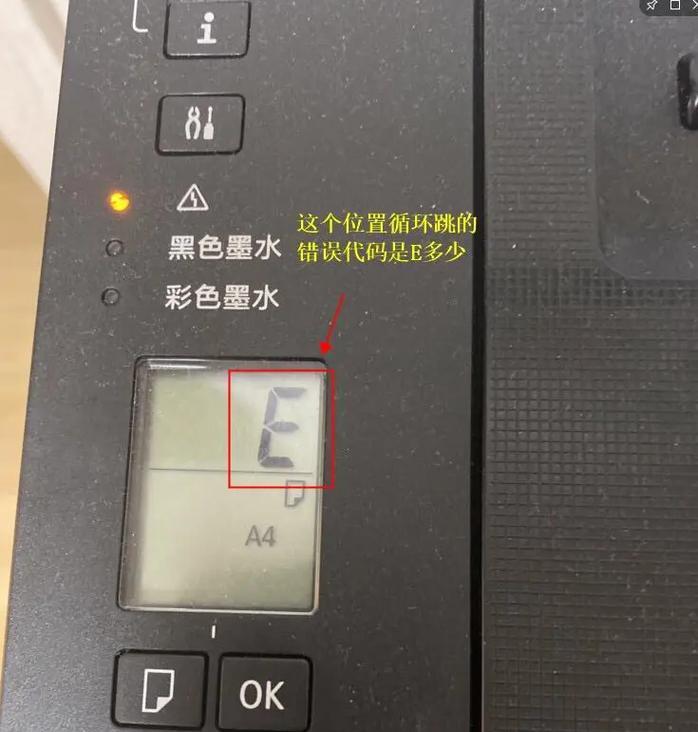 i
这个位置循环跳的
错误代码是E多少
黑色墨水
彩色墨水
E
A4
OK